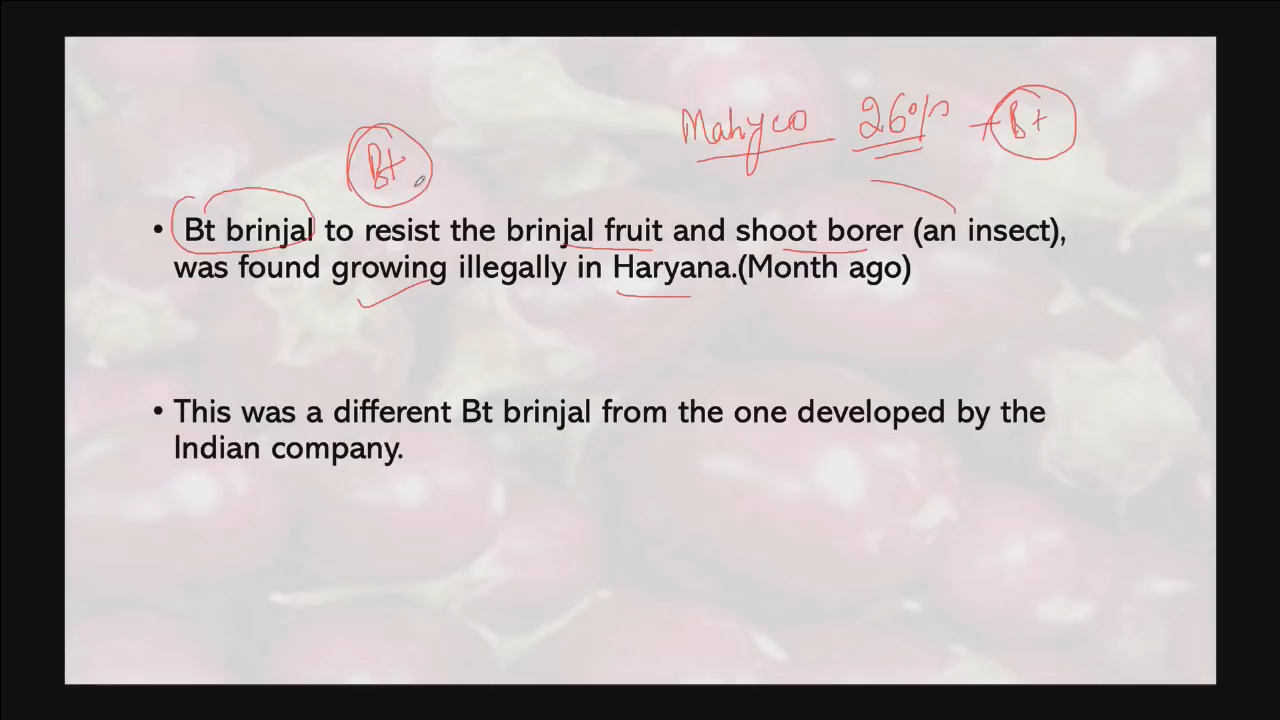 Mahyco 26% Bt
Bt
• Bt brinjal to resist the brinjal fruit and shoot borer (an insect),
was found growing illegally in Haryana.(Month ago)
• This was a different Bt brinjal from the one developed by the
Indian company.